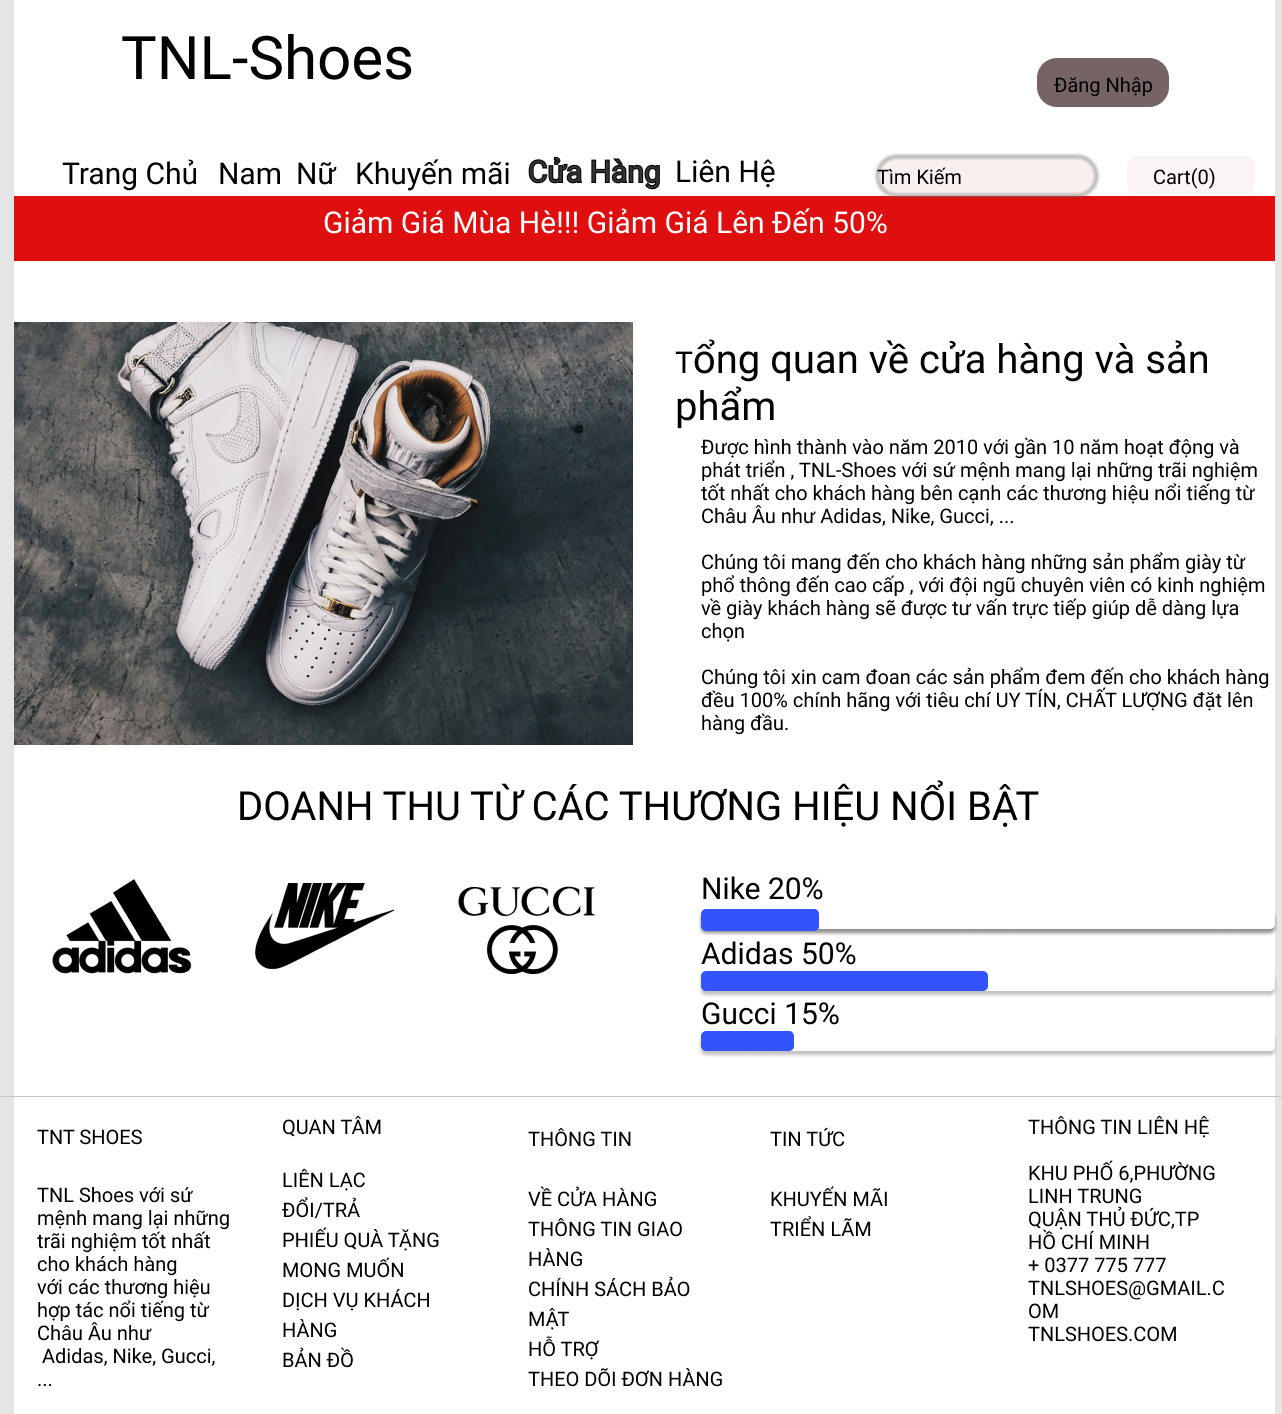 TNL-Shoes
Đăng Nhập
Trang Chủ Nam Nữ Khuyến mãi Cửa Hàng Liên Hệ
Tìm Kiếm
Cart(0)
Giảm Giá Mùa Hè!!! Giảm Giá Lên Đến 50%
Tổng quan về cửa hàng và sản
phẩm
Được hình thành vào năm 2010 với gần 10 năm hoạt động và
phát triển , TNL-Shoes với sứ mệnh mang lại những trãi nghiệm
tốt nhất cho khách hàng bên cạnh các thương hiệu nổi tiếng từ
Châu Âu như Adidas, Nike, Gucci, ...
Chúng tôi mang đến cho khách hàng những sản phẩm giày từ
phổ thông đến cao cấp , với đội ngũ chuyên viên có kinh nghiệm
về giày khách hàng sẽ được tư vấn trực tiếp giúp dễ dàng lựa
chọn
Chúng tôi xin cam đoan các sản phẩm đem đến cho khách hàng
đều 100% chính hãng với tiêu chí UY TÍN, CHẤT LƯỢNG đặt lên
hàng đầu.
DOANH THU TỪ CÁC THƯƠNG HIỆU NỔI BẬT
adidas
NIKE
GUCCI
Nike 20%
Adidas 50%
Gucci 15%
TNT SHOES
TNL Shoes với sứ
mệnh mang lại những
trãi nghiệm tốt nhất
cho khách hàng
với các thương hiệu
hợp tác nổi tiếng từ
Châu Âu như
Adidas, Nike, Gucci,
...
QUAN TÂM
LIÊN LẠC
ĐỔI/TRẢ
PHIẾU QUÀ TẶNG
MONG MUỐN
DỊCH VỤ KHÁCH
HÀNG
BẢN ĐỒ
THÔNG TIN
VỀ CỬA HÀNG
THÔNG TIN GIAO
HÀNG
CHÍNH SÁCH BẢO
MẬT
HỖ TRỢ
THEO DÕI ĐƠN HÀNG
TIN TỨC
KHUYẾN MÃI
TRIỂN LÃM
THÔNG TIN LIÊN HỆ
KHU PHỐ 6,PHƯỜNG
LINH TRUNG
QUẬN THỦ ĐỨC,TP
HỒ CHÍ MINH
+ 0377 775 777
TNLSHOES@GMAIL.C
OM
TNLSHOES.COM